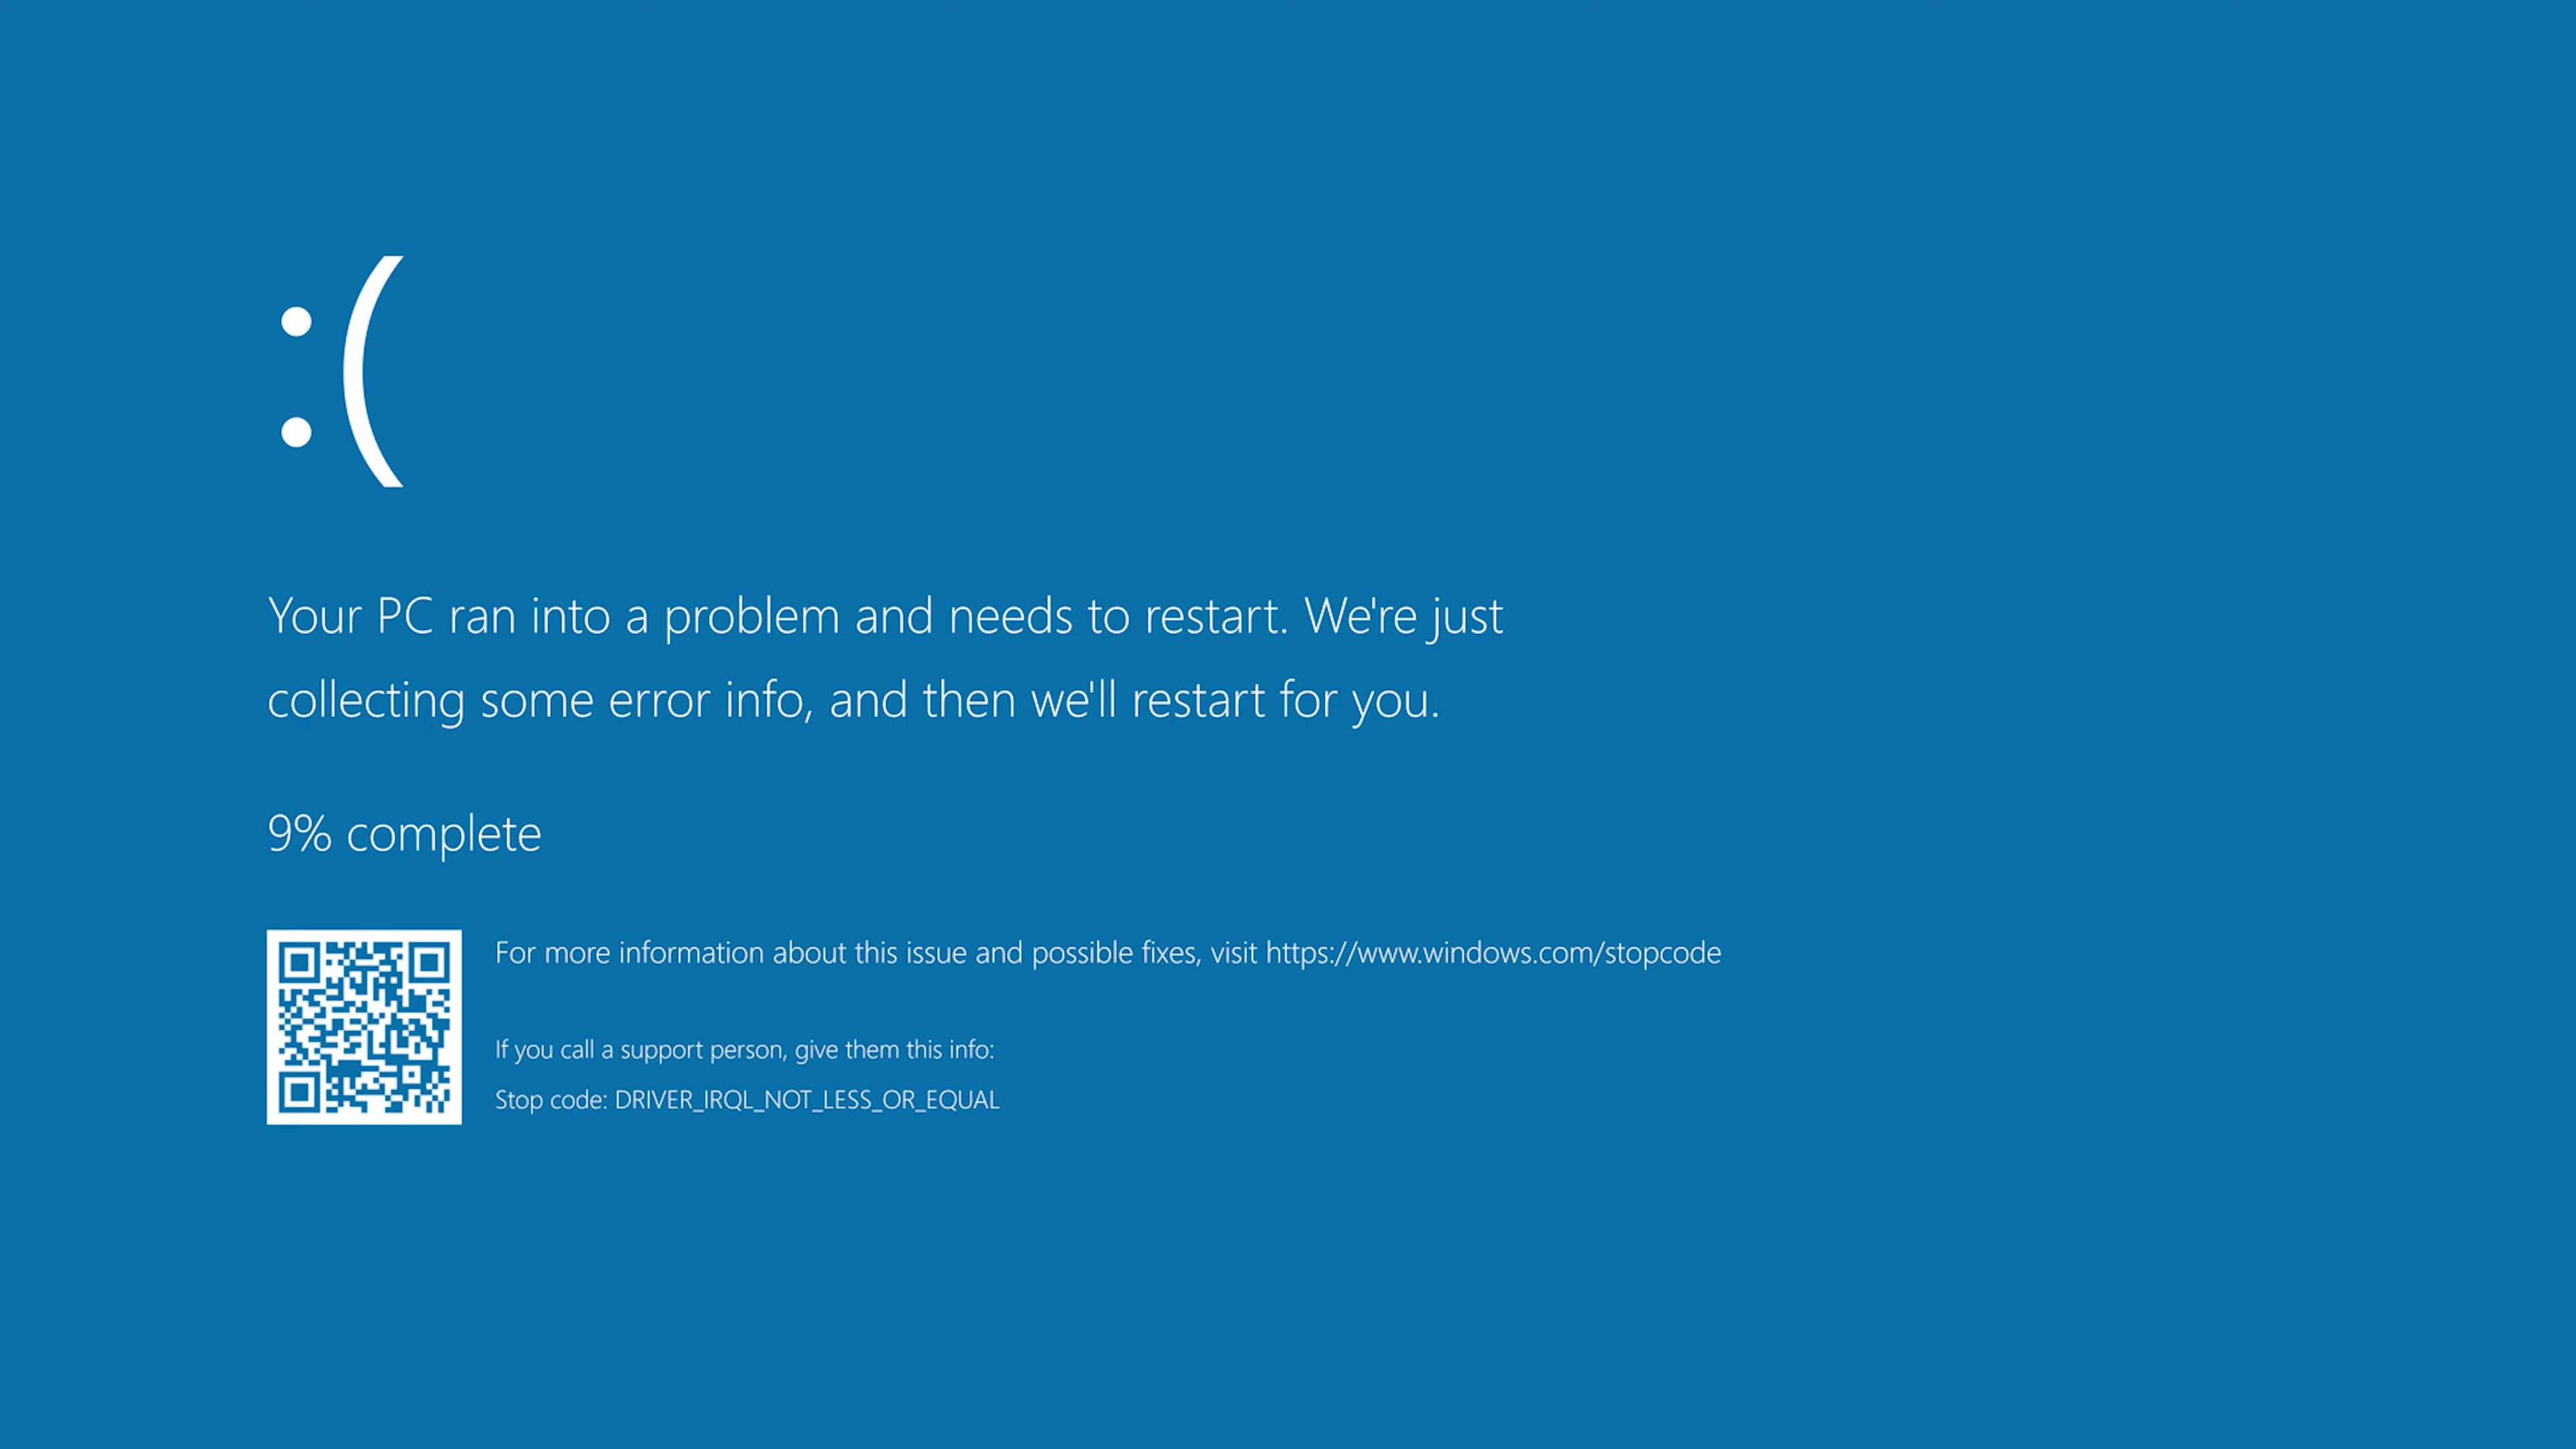 :(
Your PC ran into a problem and needs to restart. We're just
collecting some error info, and then we'll restart for you.
9% complete
For more information about this issue and possible fixes, visit https://www.windows.com/stopcode
If you call a support person, give them this info:
Stop code: DRIVER_IRQL_NOT_LESS_OR_EQUAL